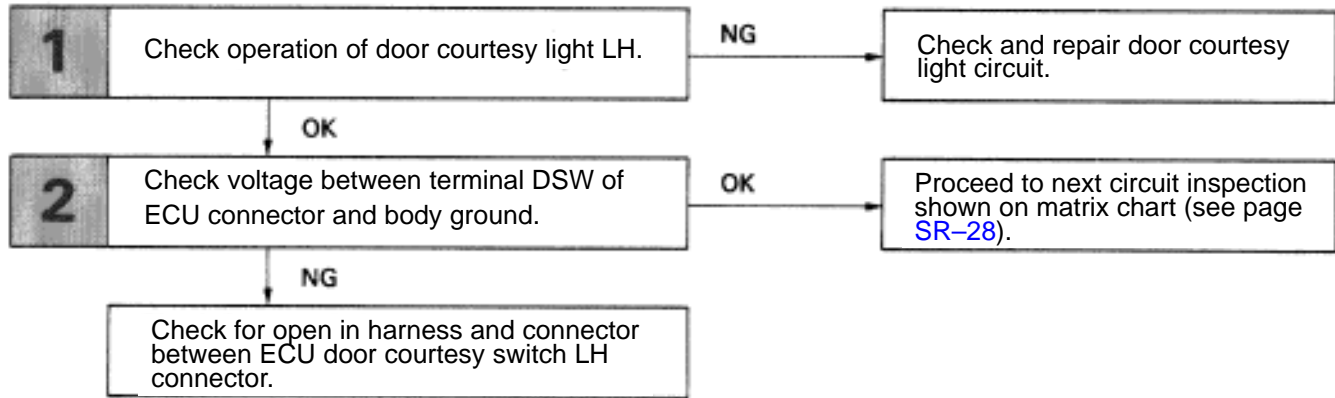 1
Check operation of door courtesy light LH.
NG
Check and repair door courtesy
light circuit.
OK
2
Check voltage between terminal DSW of
ECU connector and body ground.
OK
Proceed to next circuit inspection
shown on matrix chart (see page
SR–28).
NG
Check for open in harness and connector
between ECU door courtesy switch LH
connector.